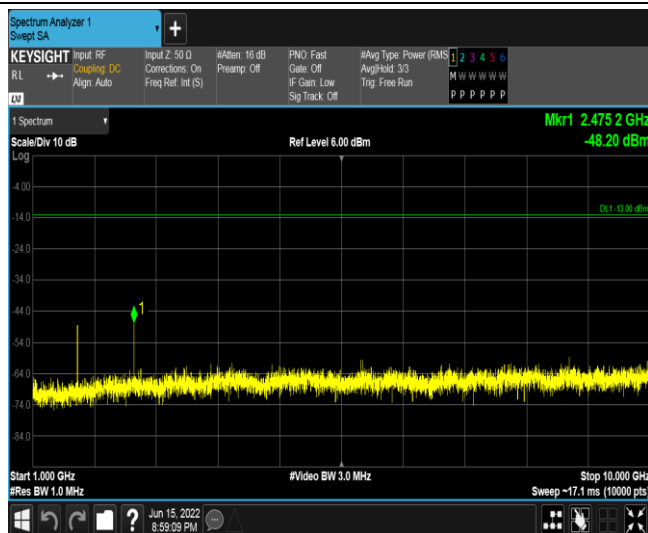 Spectrum Analyzer 1
Swept SA
KEYSIGHT
RL
LXI
Input: RF
Coupling: DC
Align: Auto
Input Z: 50 Ω
Corrections: On
Freq Ref: Int (S)
#Atten: 16 dB
Preamp: Off
PNO: Fast
Gate: Off
IF Gain: Low
Sig Track: Off
#Avg Type: Power (RMS
Avg|Hold: 3/3
Trig: Free Run
1 2 3 4 5 6
M W W W W W
P P P P P P
1 Spectrum
Mkr1 2.475 2 GHz
-48.20 dBm
Scale/Div 10 dB
Ref Level 6.00 dBm
Log
-4.00
DL1 -13.00 dBm
-14.0
-24.0
-34.0
-44.0
1
-54.0
-64.0
-74.0
-84.0
Start 1.000 GHz
#Video BW 3.0 MHz
Stop 10.000 GHz
#Res BW 1.0 MHz
Sweep ~17.1 ms (10000 pts)
?
Jun 15, 2022
8:59:09 PM